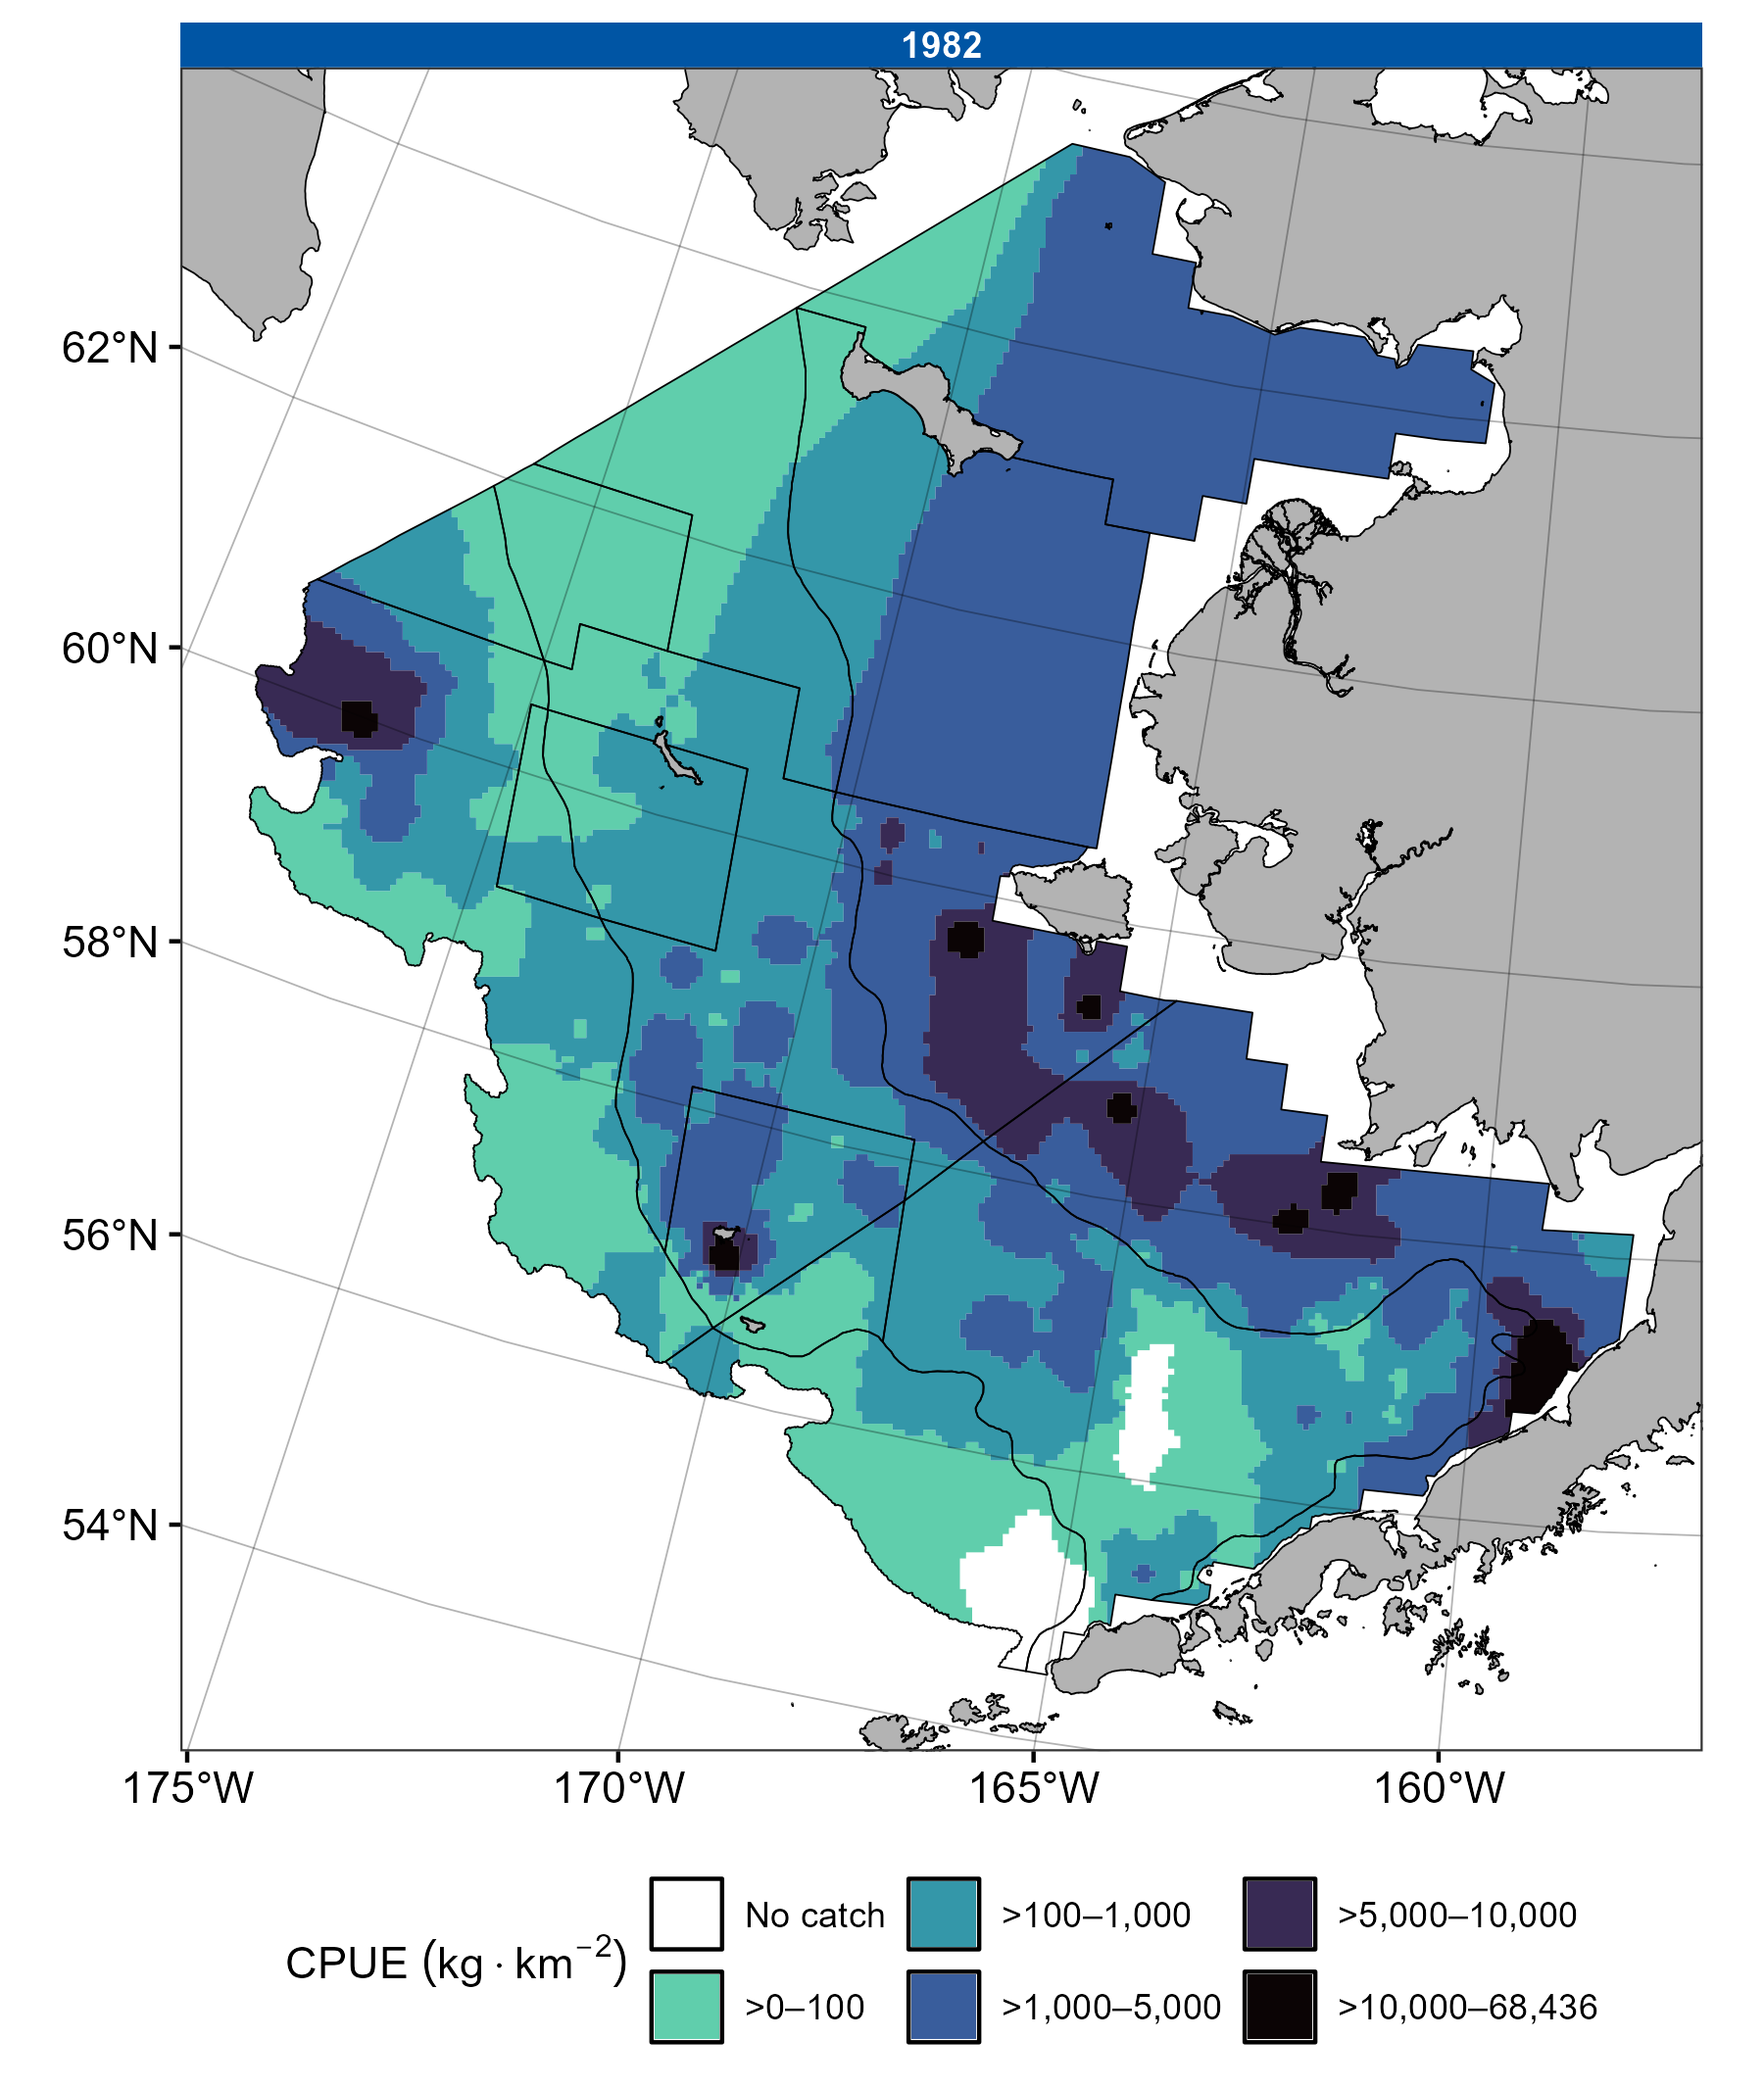 1982
62°N
60°N
58°N
56°N
54°N
175°W 170°W 165°W 160°W
CPUE (kg · km⁻²)
No catch >100–1,000 >5,000–10,000
>0–100 >1,000–5,000 >10,000–68,436